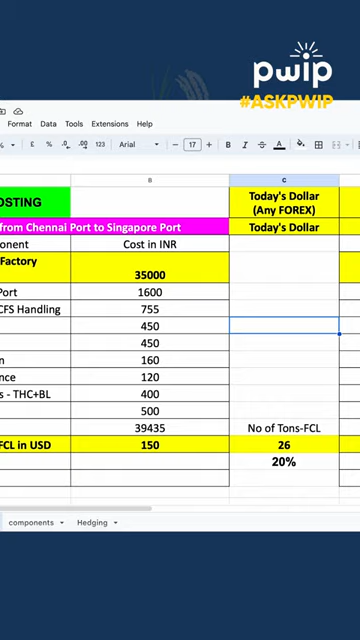 pwip
#ASKPWIP
Format Data Tools Extensions Help
% £ % .0 .00 123 Arial - 17 + B I S A
B C
OSTING Today's Dollar
(Any FOREX)
from Chennai Port to Singapore Port Today's Dollar
ponent Cost in INR
Factory
35000
Port 1600
CFS Handling 755
450
450
n 160
nce 120
s - THC+BL 400
500
39435 No of Tons-FCL
FCL in USD 150 26
20%
components Hedging